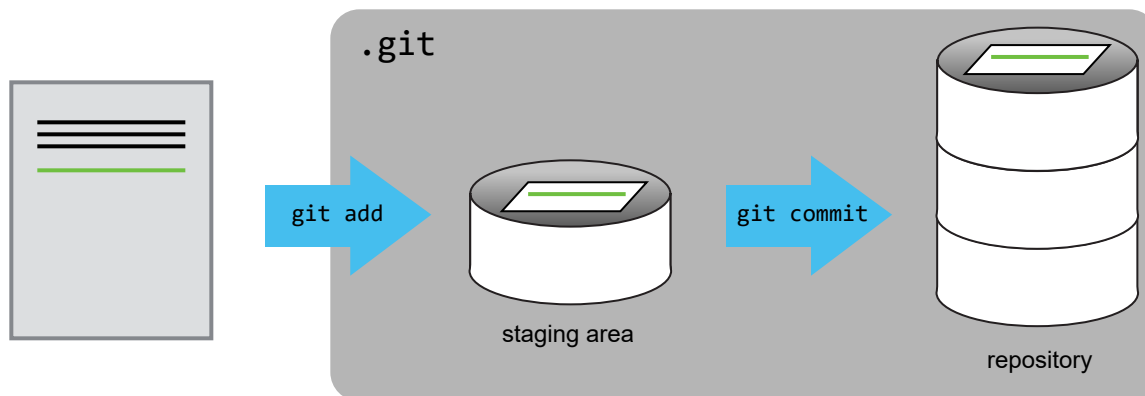 .git
git add
git commit
staging area
repository